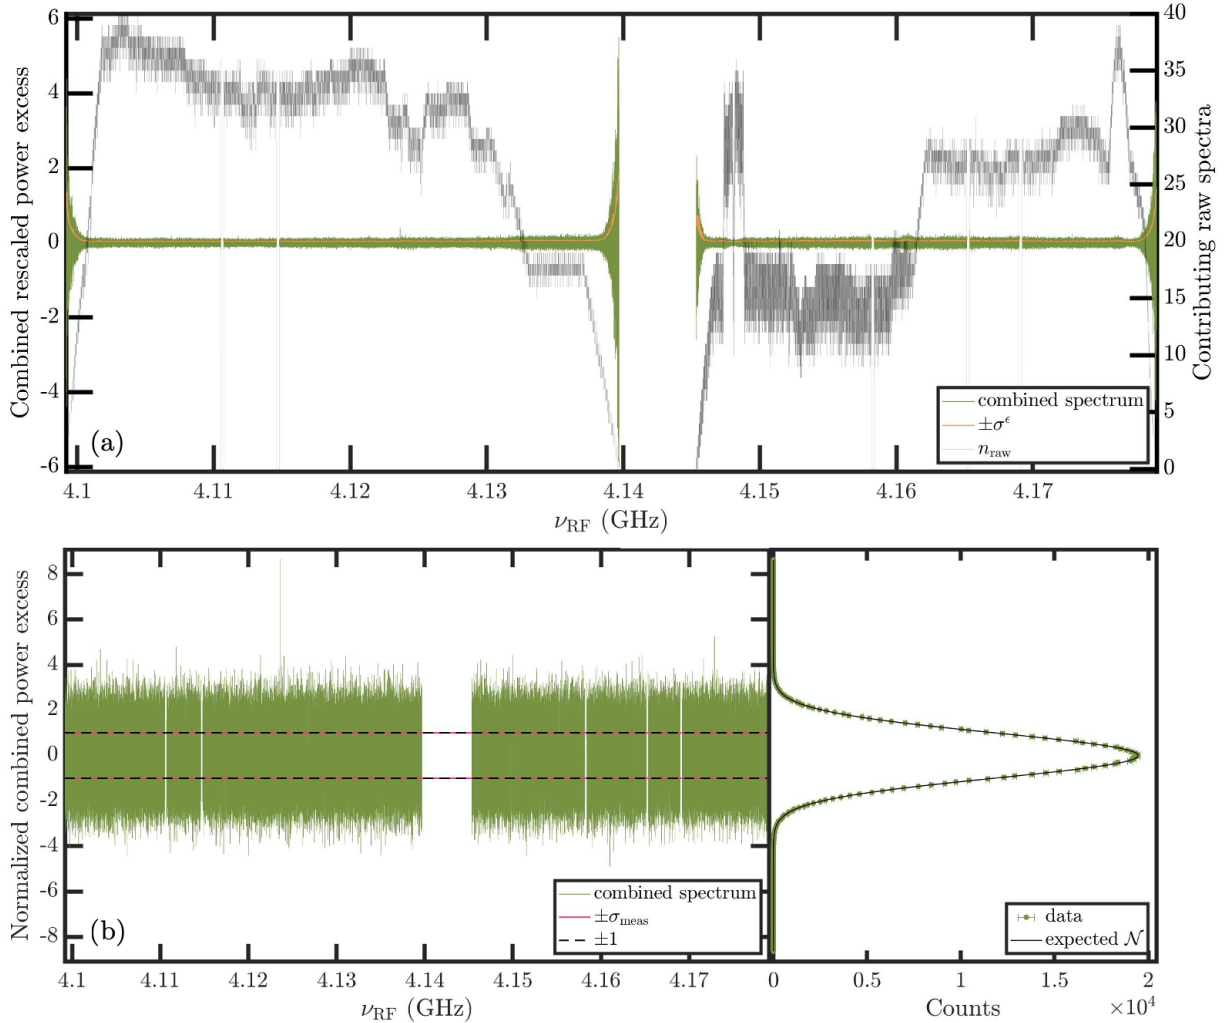 6
4
2
0
-2
-4
-6
Combined rescaled power excess
40
35
30
25
20
15
10
5
0
Contributing raw spectra
(a)
combined spectrum
±σ^ϵ
n_raw
4.1 4.11 4.12 4.13 4.14 4.15 4.16 4.17
ν_RF (GHz)
8
6
4
2
0
-2
-4
-6
-8
Normalized combined power excess
(b)
combined spectrum
±σ_meas
±1
4.1 4.11 4.12 4.13 4.14 4.15 4.16 4.17
ν_RF (GHz)
data
expected 𝒩
0 0.5 1 1.5 2
Counts
×10⁴